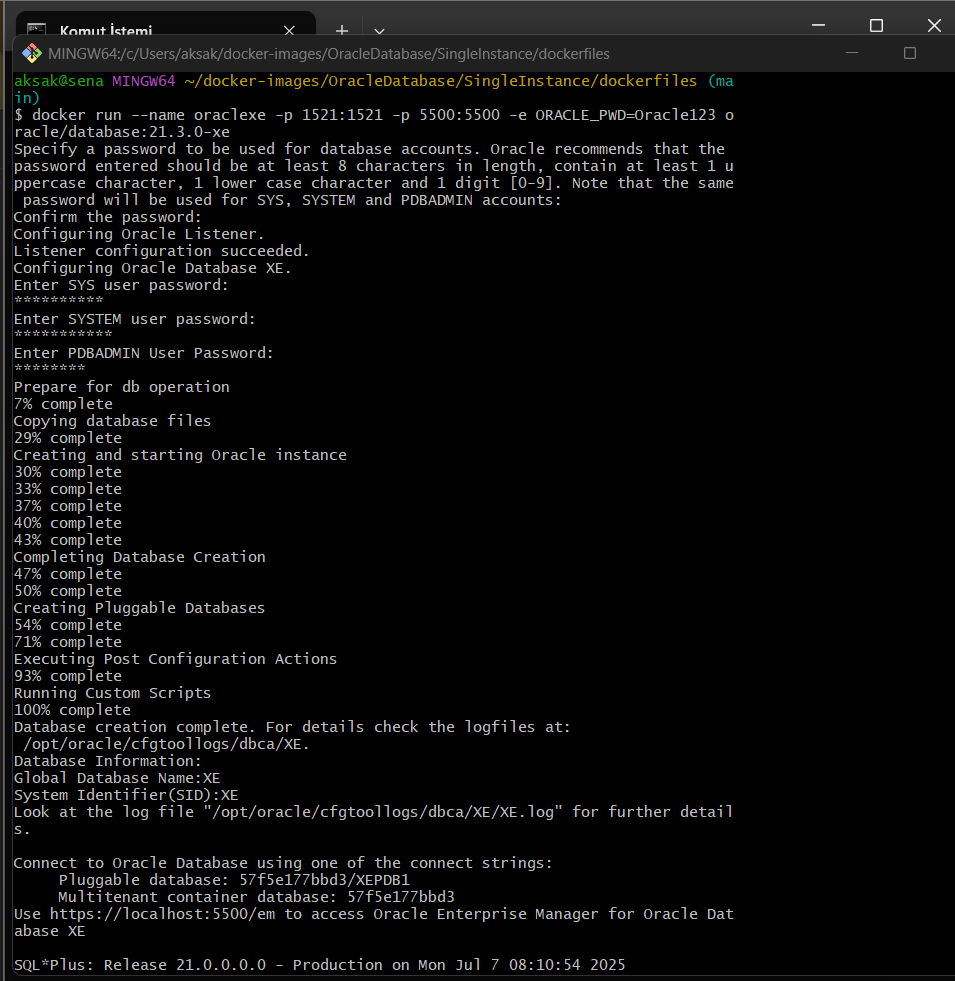 Komut İstemi
MINGW64:/c/Users/aksak/docker-images/OracleDatabase/SingleInstance/dockerfiles
aksak@sena MINGW64 ~/docker-images/OracleDatabase/SingleInstance/dockerfiles (ma
in)
$ docker run --name oraclexe -p 1521:1521 -p 5500:5500 -e ORACLE_PWD=Oracle123 o
racle/database:21.3.0-xe
Specify a password to be used for database accounts. Oracle recommends that the
password entered should be at least 8 characters in length, contain at least 1 u
ppercase character, 1 lower case character and 1 digit [0-9]. Note that the same
 password will be used for SYS, SYSTEM and PDBADMIN accounts:
Confirm the password:
Configuring Oracle Listener.
Listener configuration succeeded.
Configuring Oracle Database XE.
Enter SYS user password:
**********
Enter SYSTEM user password:
***********
Enter PDBADMIN User Password:
********
Prepare for db operation
7% complete
Copying database files
29% complete
Creating and starting Oracle instance
30% complete
33% complete
37% complete
40% complete
43% complete
Completing Database Creation
47% complete
50% complete
Creating Pluggable Databases
54% complete
71% complete
Executing Post Configuration Actions
93% complete
Running Custom Scripts
100% complete
Database creation complete. For details check the logfiles at:
 /opt/oracle/cfgtoollogs/dbca/XE.
Database Information:
Global Database Name:XE
System Identifier(SID):XE
Look at the log file "/opt/oracle/cfgtoollogs/dbca/XE/XE.log" for further detail
s.

Connect to Oracle Database using one of the connect strings:
     Pluggable database: 57f5e177bbd3/XEPDB1
     Multitenant container database: 57f5e177bbd3
Use https://localhost:5500/em to access Oracle Enterprise Manager for Oracle Dat
abase XE

SQL*Plus: Release 21.0.0.0.0 - Production on Mon Jul 7 08:10:54 2025